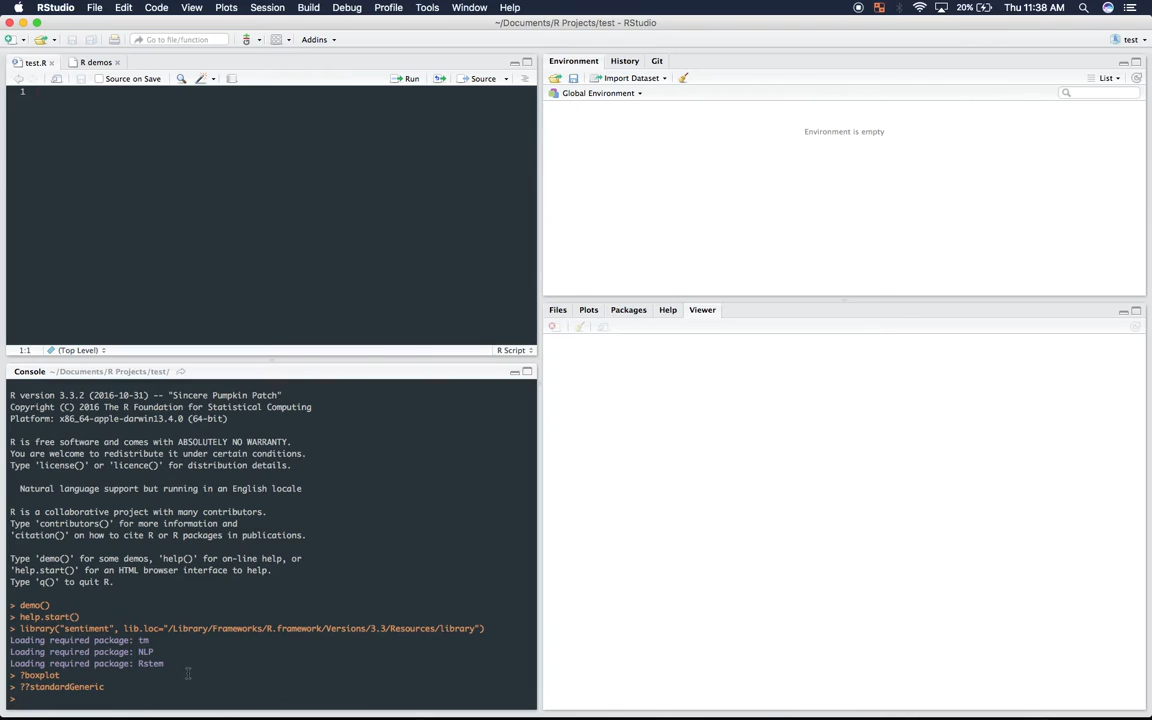 RStudio File Edit Code View Plots Session Build Debug Profile Tools Window Help 20% Thu 11:38 AM
~/Documents/R Projects/test - RStudio
Go to file/function Addins test
test.R R demos
Source on Save Run Source
1
1:1 (Top Level) R Script
Console ~/Documents/R Projects/test/
R version 3.3.2 (2016-10-31) -- "Sincere Pumpkin Patch"
Copyright (C) 2016 The R Foundation for Statistical Computing
Platform: x86_64-apple-darwin13.4.0 (64-bit)
R is free software and comes with ABSOLUTELY NO WARRANTY.
You are welcome to redistribute it under certain conditions.
Type 'license()' or 'licence()' for distribution details.
Natural language support but running in an English locale
R is a collaborative project with many contributors.
Type 'contributors()' for more information and
'citation()' on how to cite R or R packages in publications.
Type 'demo()' for some demos, 'help()' for on-line help, or
'help.start()' for an HTML browser interface to help.
Type 'q()' to quit R.
> demo()
> help.start()
> library("sentiment", lib.loc="/Library/Frameworks/R.framework/Versions/3.3/Resources/library")
Loading required package: tm
Loading required package: NLP
Loading required package: Rstem
> ?boxplot
> ??standardGeneric
>
Environment History Git
Import Dataset List
Global Environment
Environment is empty
Files Plots Packages Help Viewer